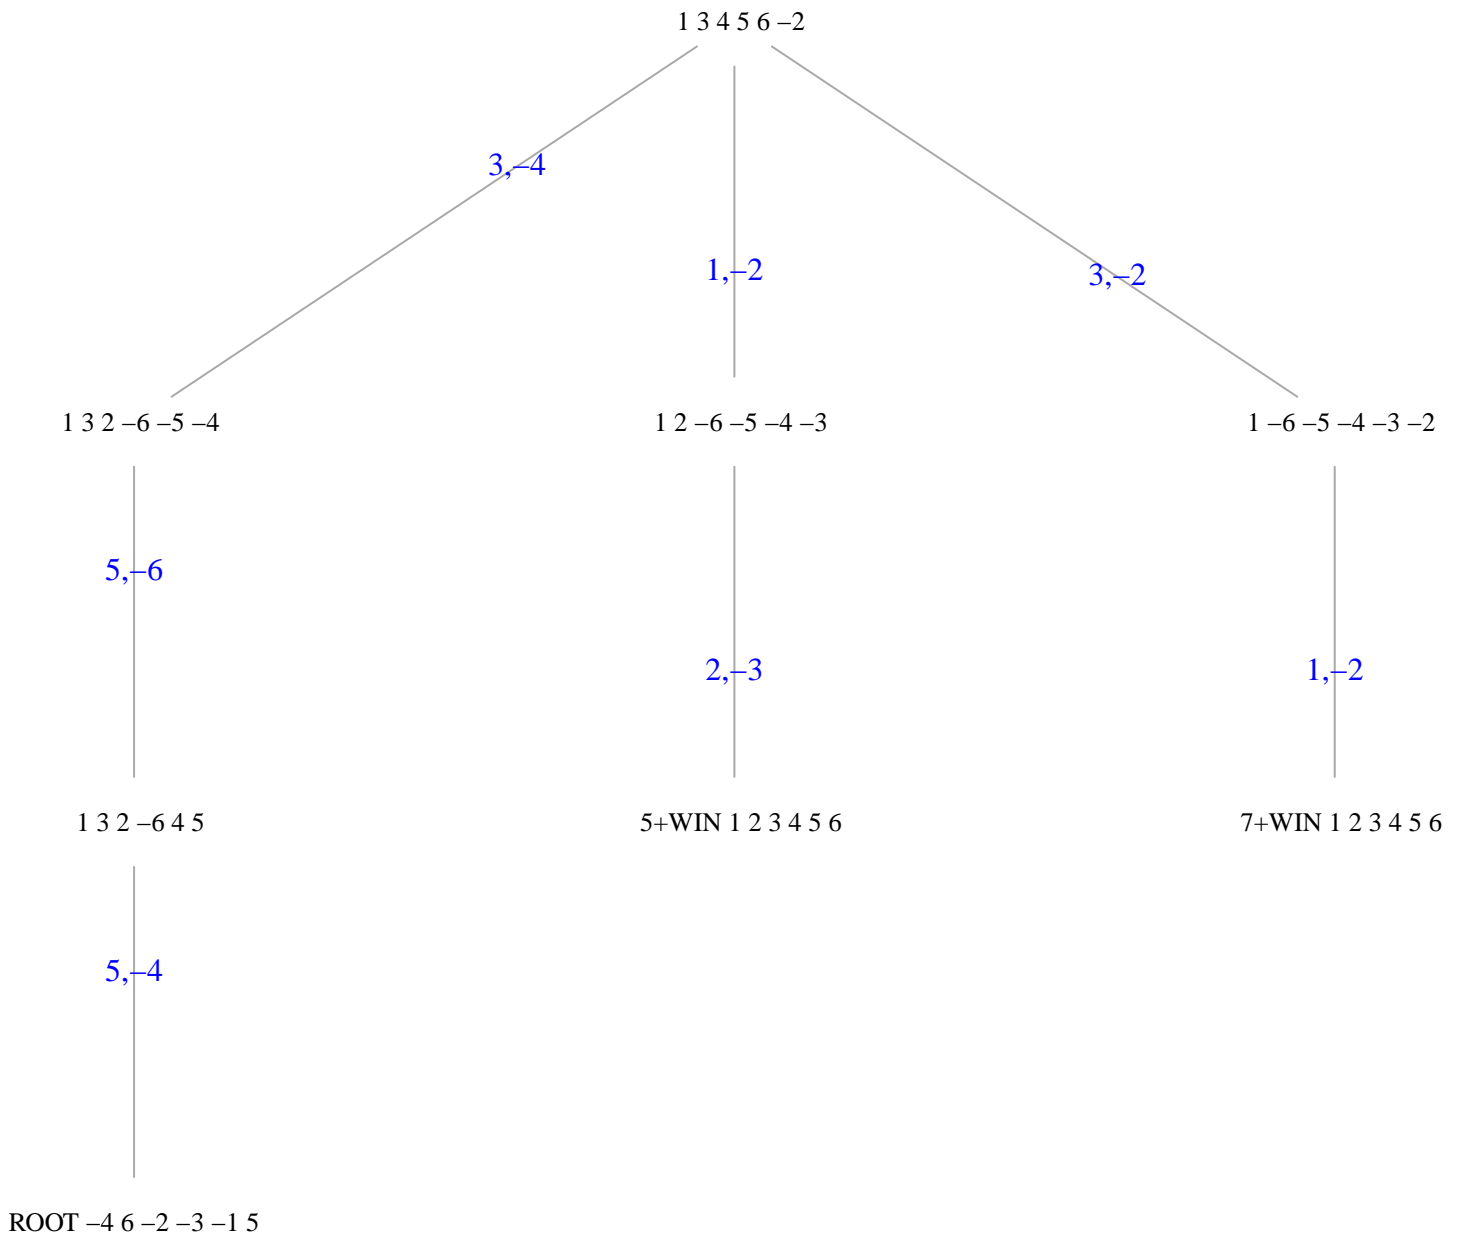 1 3 4 5 6 –2
3,–4
1,–2
3,–2
1 3 2 –6 –5 –4
1 2 –6 –5 –4 –3
1 –6 –5 –4 –3 –2
5,–6
2,–3
1,–2
1 3 2 –6 4 5
5+WIN 1 2 3 4 5 6
7+WIN 1 2 3 4 5 6
5,–4
ROOT –4 6 –2 –3 –1 5